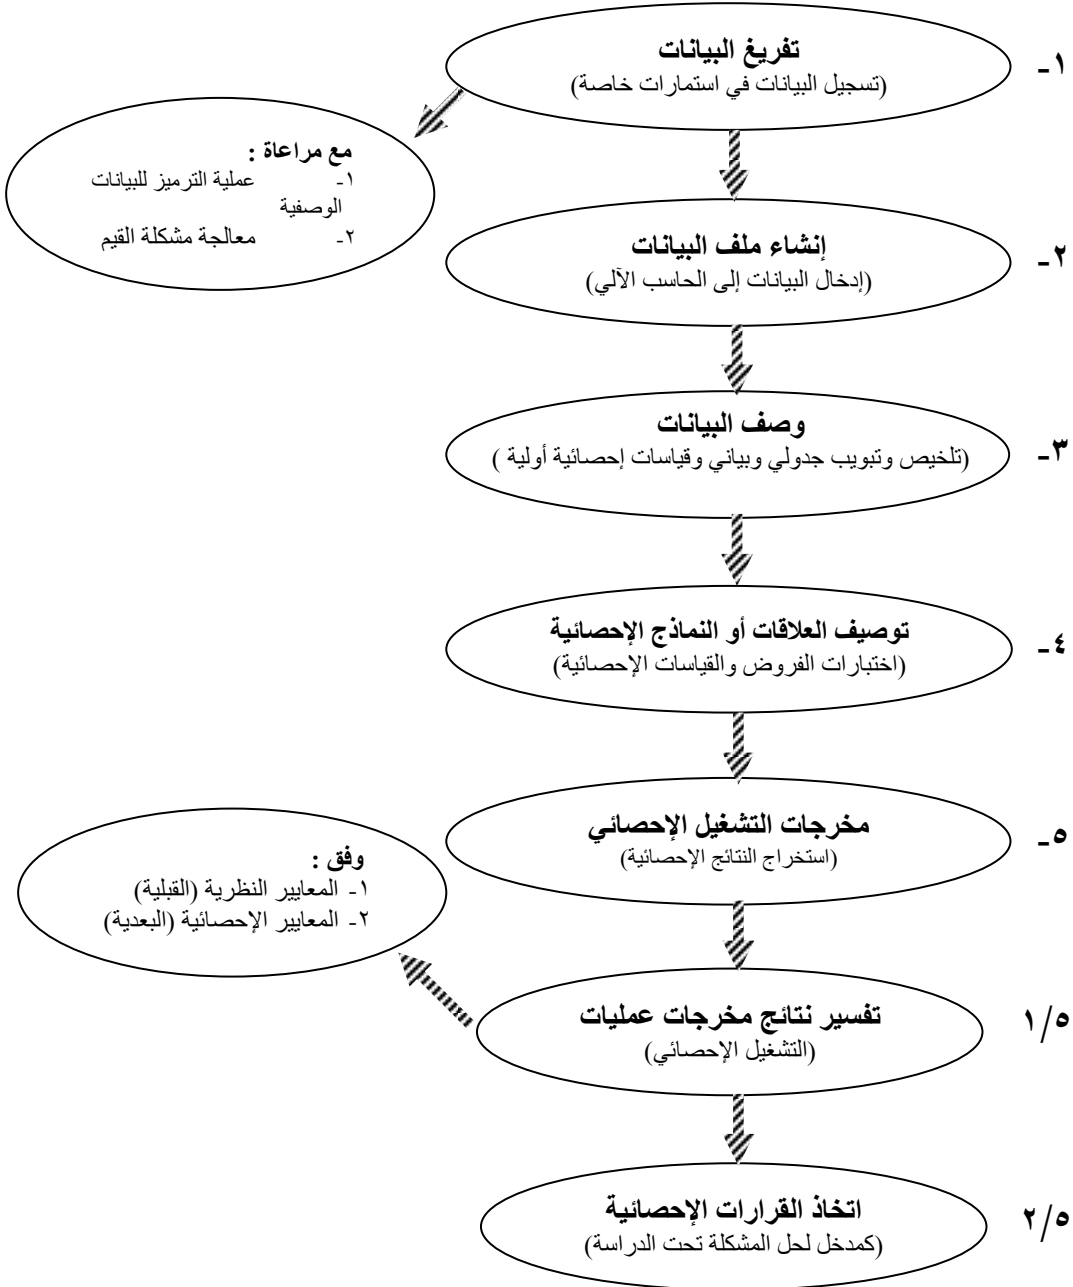 ١-
تفريغ البيانات
(تسجيل البيانات في استمارات خاصة)
مع مراعاة :
١- عملية الترميز للبيانات
الوصفية
٢- معالجة مشكلة القيم
٢-
إنشاء ملف البيانات
(إدخال البيانات إلى الحاسب الآلي)
٣-
وصف البيانات
(تلخيص وتبويب جدولي وبياني وقياسات إحصائية أولية )
٤-
توصيف العلاقات أو النماذج الإحصائية
(اختبارات الفروض والقياسات الإحصائية)
٥-
مخرجات التشغيل الإحصائي
(استخراج النتائج الإحصائية)
وفق :
١- المعايير النظرية (القبلية)
٢- المعايير الإحصائية (البعدية)
١/٥
تفسير نتائج مخرجات عمليات
(التشغيل الإحصائي)
٢/٥
اتخاذ القرارات الإحصائية
(كمدخل لحل المشكلة تحت الدراسة)